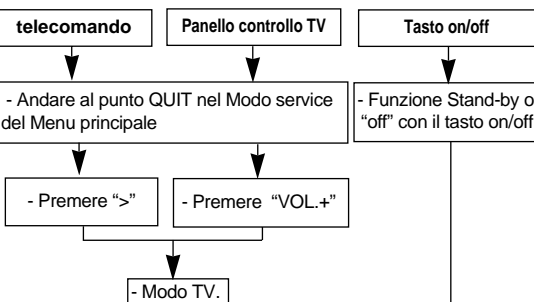 telecomando
Panello controllo TV
Tasto on/off
- Andare al punto QUIT nel Modo service
del Menu principale
- Funzione Stand-by o
“off” con il tasto on/off
- Premere “>”
- Premere “VOL.+”
- Modo TV.